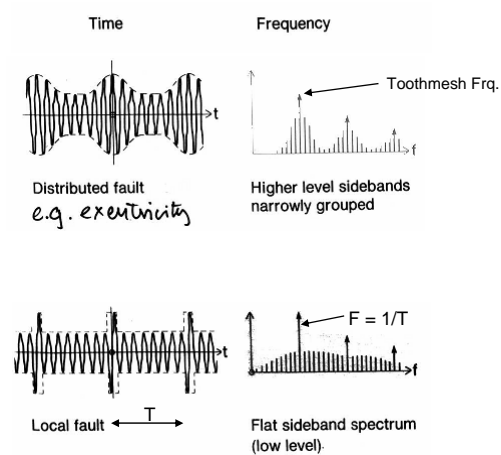 Time
Frequency
t
Toothmesh Frq.
f
Distributed fault
e.g. exentricity
Higher level sidebands
narrowly grouped
t
F = 1/T
f
Local fault
T
Flat sideband spectrum
(low level).